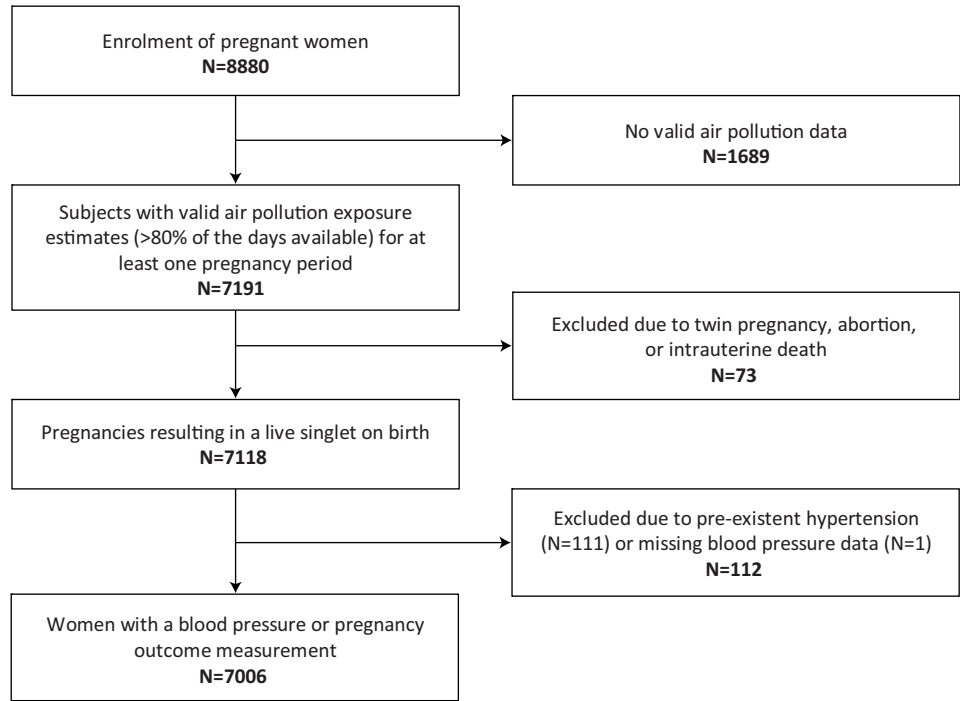 Enrolment of pregnant women
N=8880
No valid air pollution data
N=1689
Subjects with valid air pollution exposure
estimates (>80% of the days available) for at
least one pregnancy period
N=7191
Excluded due to twin pregnancy, abortion,
or intrauterine death
N=73
Pregnancies resulting in a live singlet on birth
N=7118
Excluded due to pre-existent hypertension
(N=111) or missing blood pressure data (N=1)
N=112
Women with a blood pressure or pregnancy
outcome measurement
N=7006